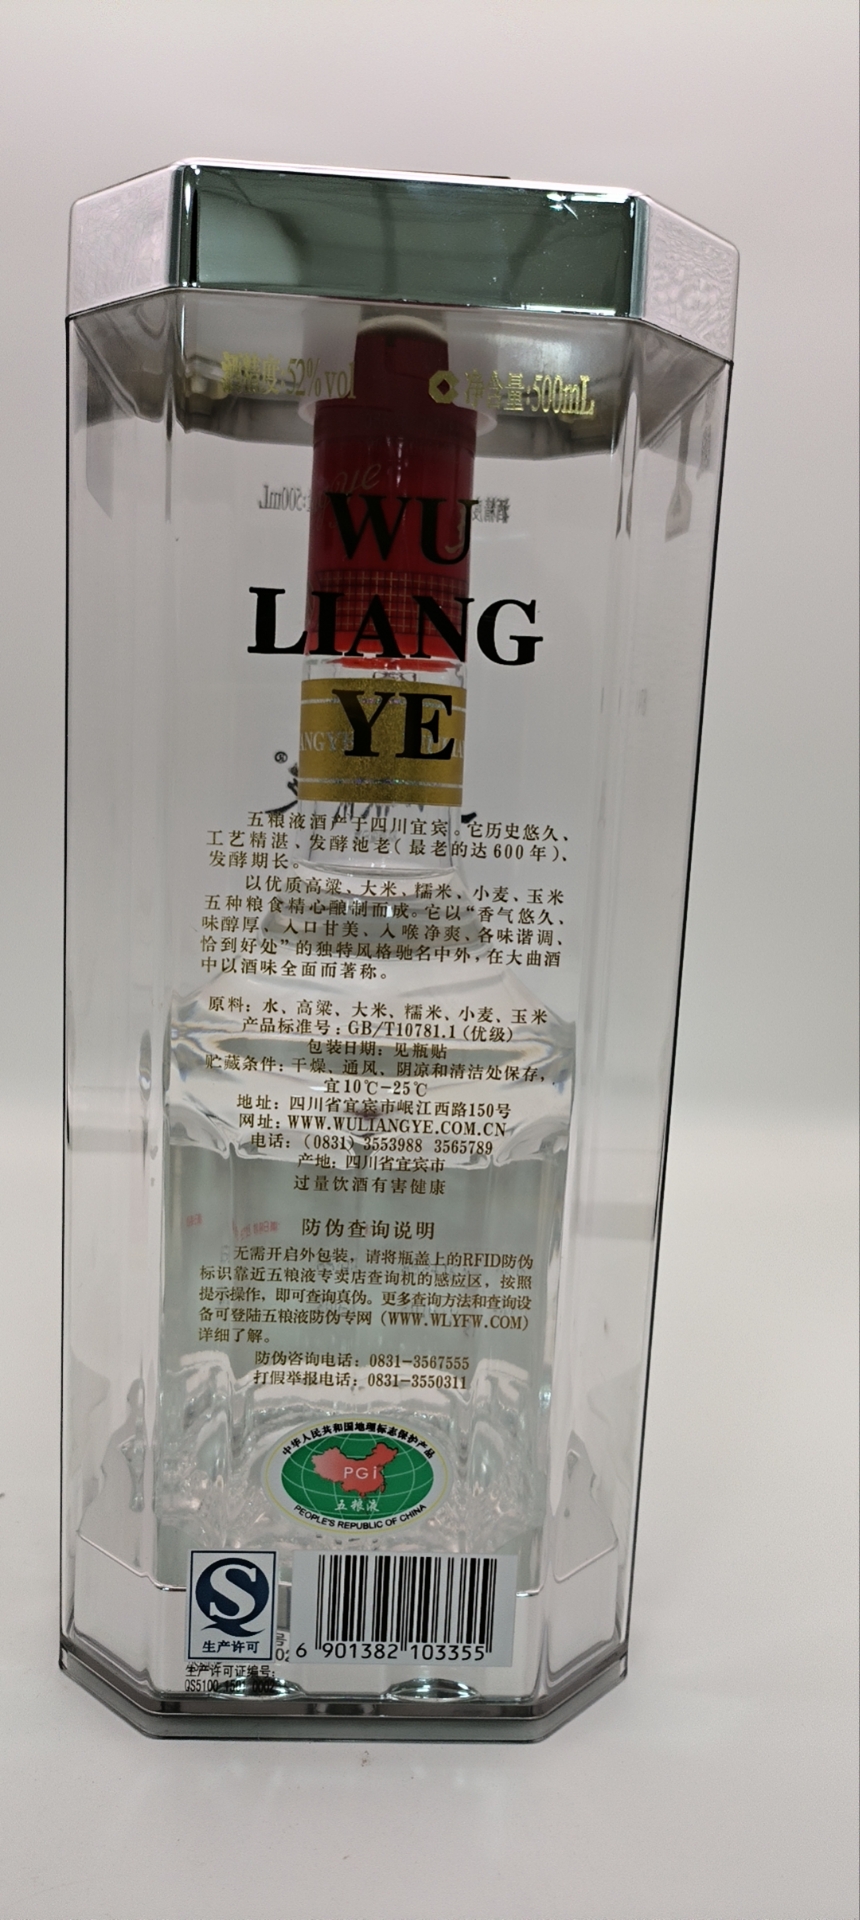 酒精度:52%vol 净含量:500mL
WU
LIANG
YE
五粮液酒产于四川宜宾。它历史悠久、
工艺精湛、发酵池老(最老的达600年)、
发酵期长。
以优质高粱、大米、糯米、小麦、玉米
五种粮食精心酿制而成。它以“香气悠久、
味醇厚、入口甘美、入喉净爽、各味谐调、
恰到好处”的独特风格驰名中外,在大曲酒
中以酒味全面而著称。
原料: 水、高粱、大米、糯米、小麦、玉米
产品标准号: GB/T10781.1(优级)
包装日期: 见瓶贴
贮藏条件: 干燥、通风、阴凉和清洁处保存,
宜10℃-25℃
地址: 四川省宜宾市岷江西路150号
网址: WWW.WULIANGYE.COM.CN
电话: (0831) 3553988 3565789
产地: 四川省宜宾市
过量饮酒有害健康
防伪查询说明
无需开启外包装, 请将瓶盖上的RFID防伪
标识靠近五粮液专卖店查询机的感应区, 按照
提示操作, 即可查询真伪。更多查询方法和查询设
备可登陆五粮液防伪专网 (WWW.WLYFW.COM)
详细了解。
防伪咨询电话: 0831-3567555
打假举报电话: 0831-3550311
中华人民共和国地理标志保护产品
PGI
五粮液
PEOPLE'S REPUBLIC OF CHINA
生产许可
6 901382 103355
生产许可证编号: